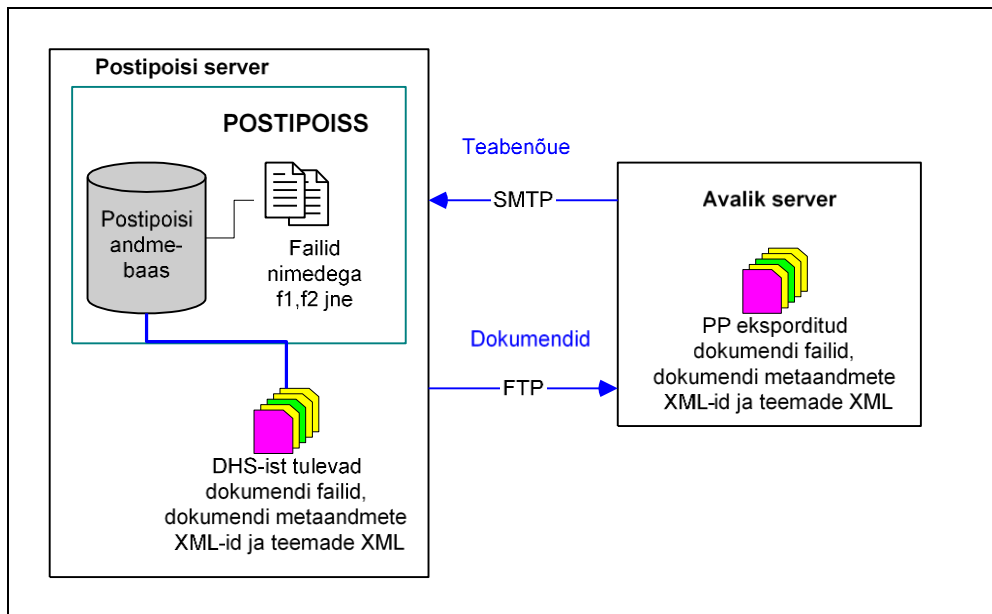 Postipoisi server
POSTIPOISS
Postipoisi
andme-
baas
Failid
nimedega
f1,f2 jne
DHS-ist tulevad
dokumendi failid,
dokumendi metaandmete
XML-id ja teemade XML
Teabenõue
SMTP
Dokumendid
FTP
Avalik server
PP eksporditud
dokumendi failid,
dokumendi metaandmete
XML-id ja teemade XML